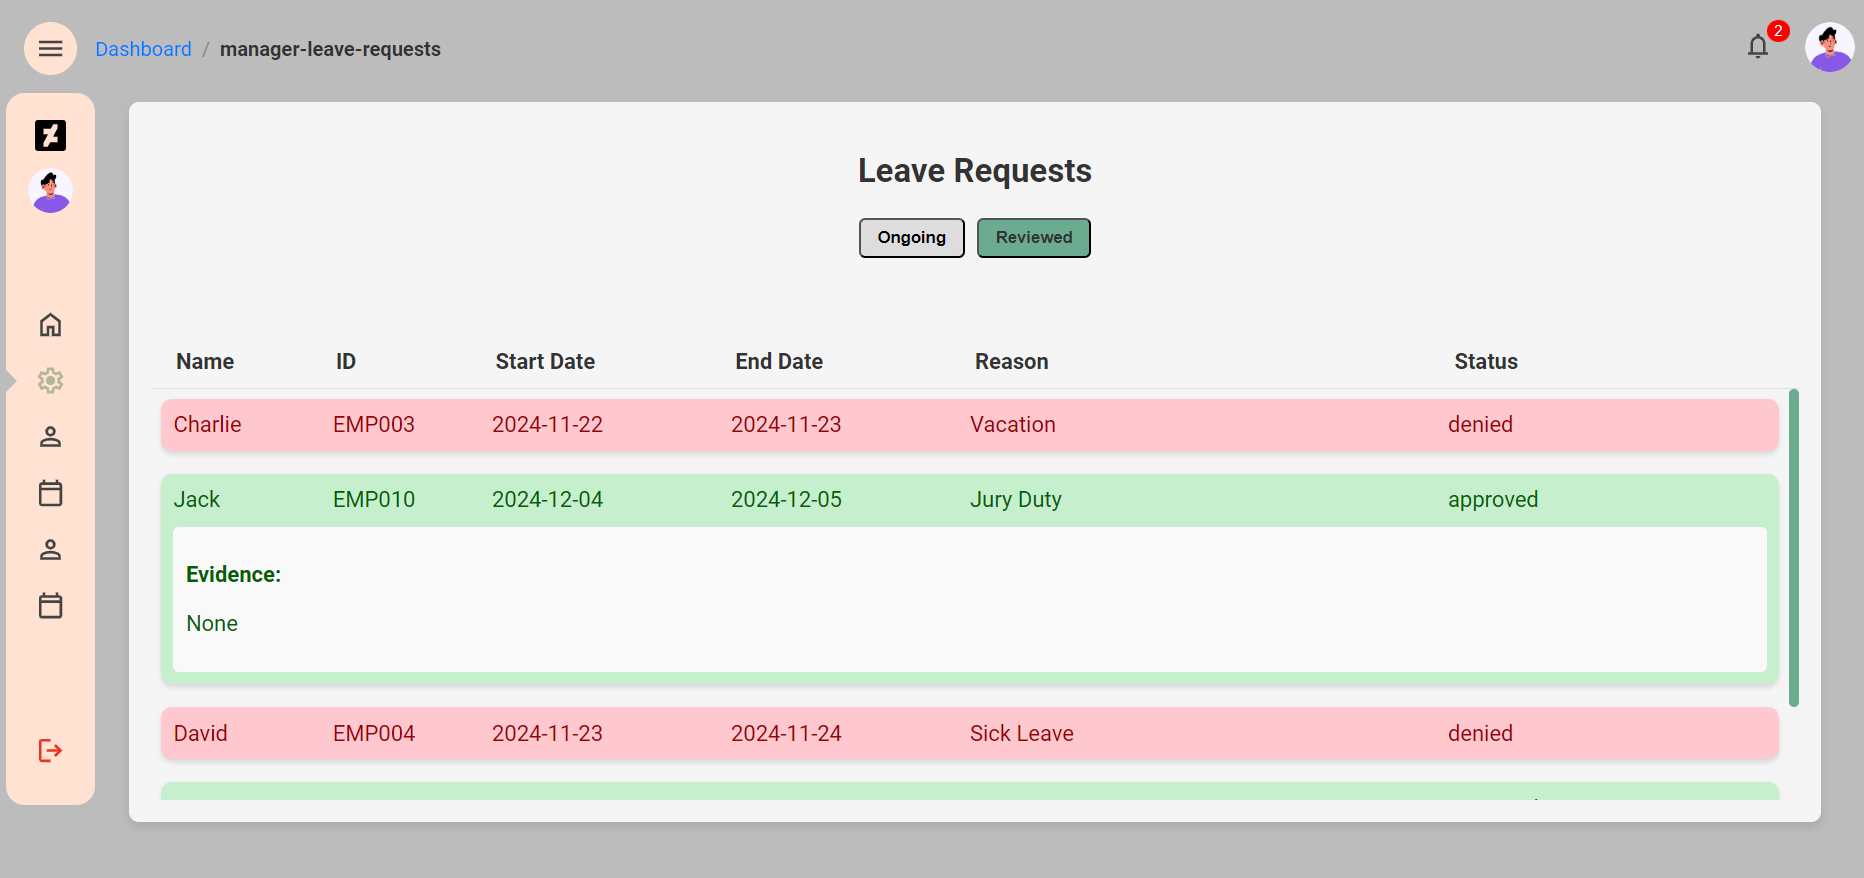 Dashboard / manager-leave-requests
2
Leave Requests
Ongoing Reviewed
Name ID Start Date End Date Reason Status
Charlie EMP003 2024-11-22 2024-11-23 Vacation denied
Jack EMP010 2024-12-04 2024-12-05 Jury Duty approved
Evidence:
None
David EMP004 2024-11-23 2024-11-24 Sick Leave denied